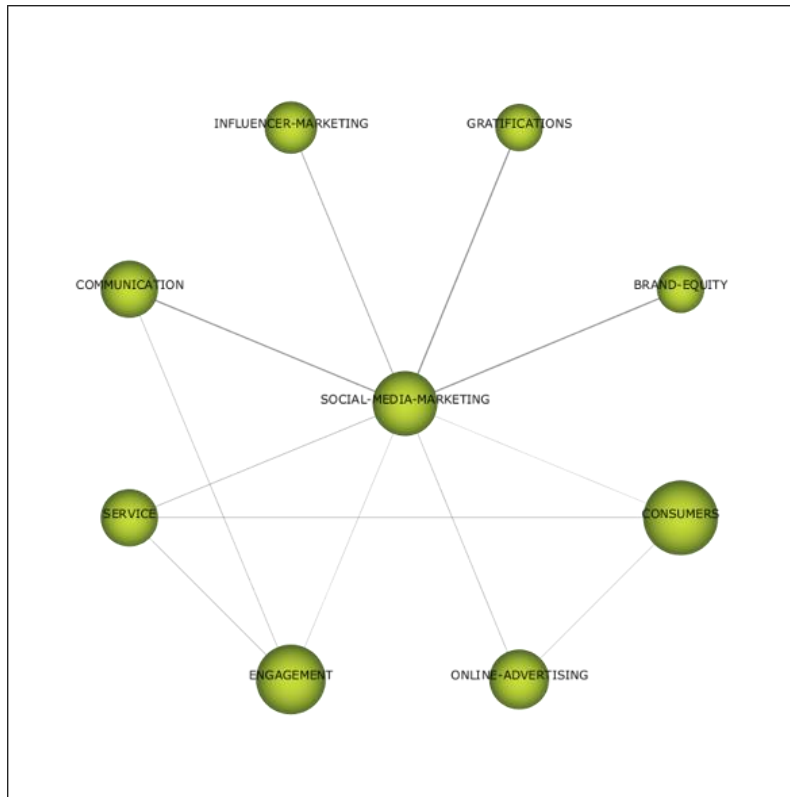 INFLUENCER-MARKETING
GRATIFICATIONS
COMMUNICATION
BRAND-EQUITY
SOCIAL-MEDIA-MARKETING
SERVICE
CONSUMERS
ENGAGEMENT
ONLINE-ADVERTISING